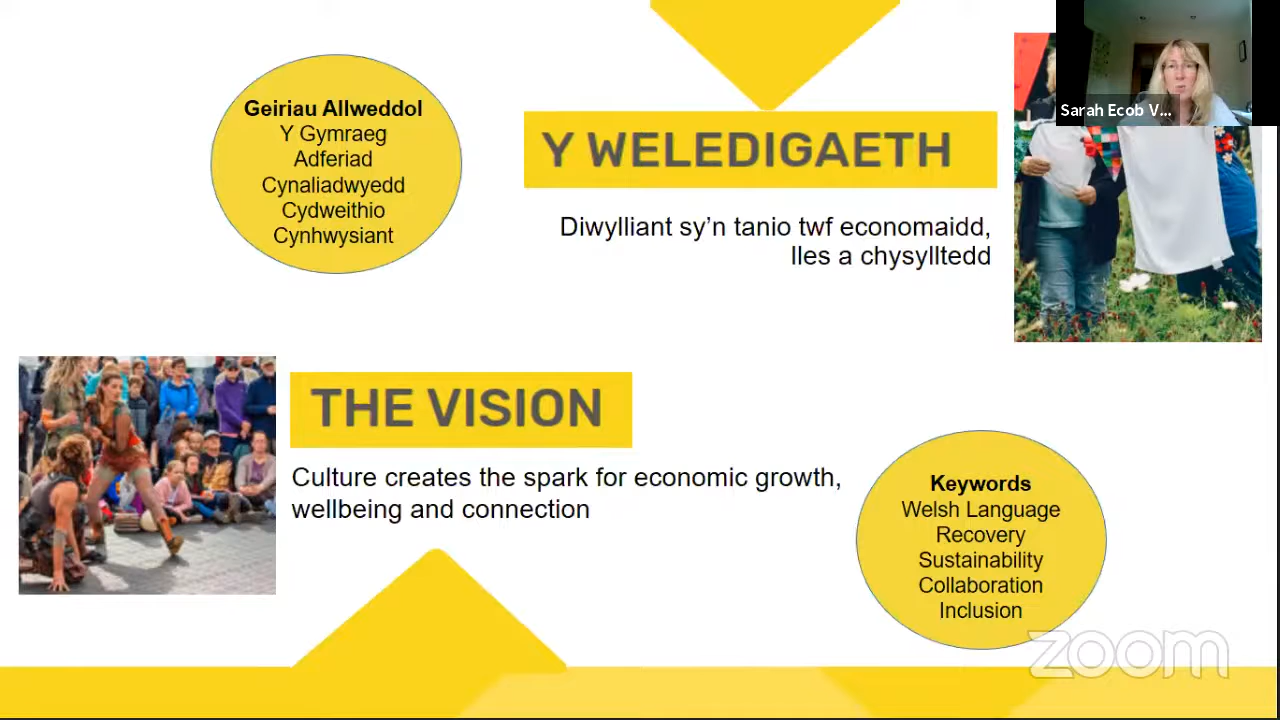 Geiriau Allweddol
Y Gymraeg
Adferiad
Cynaliadwyedd
Cydweithio
Cynhwysiant
Y WELEDIGAETH
Diwylliant sy’n tanio twf economaidd,
lles a chysylltedd
Sarah Ecob V...
THE VISION
Culture creates the spark for economic growth,
wellbeing and connection
Keywords
Welsh Language
Recovery
Sustainability
Collaboration
Inclusion
zoom